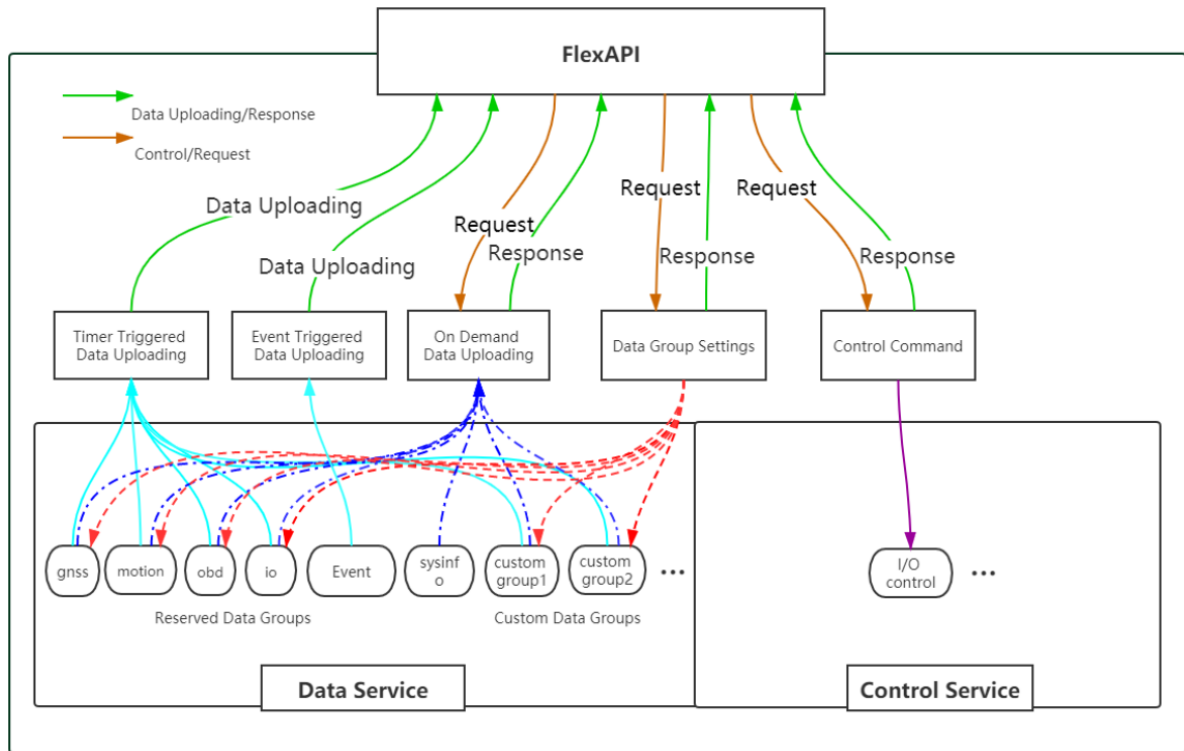 FlexAPI
Data Uploading/Response
Control/Request
Data Uploading
Data Uploading
Request
Response
Request
Response
Request
Response
Timer Triggered
Data Uploading
Event Triggered
Data Uploading
On Demand
Data Uploading
Data Group Settings
Control Command
gnss
motion
obd
io
Event
sysinf
o
custom
group1
custom
group2
...
I/O
control
...
Reserved Data Groups
Custom Data Groups
Data Service
Control Service